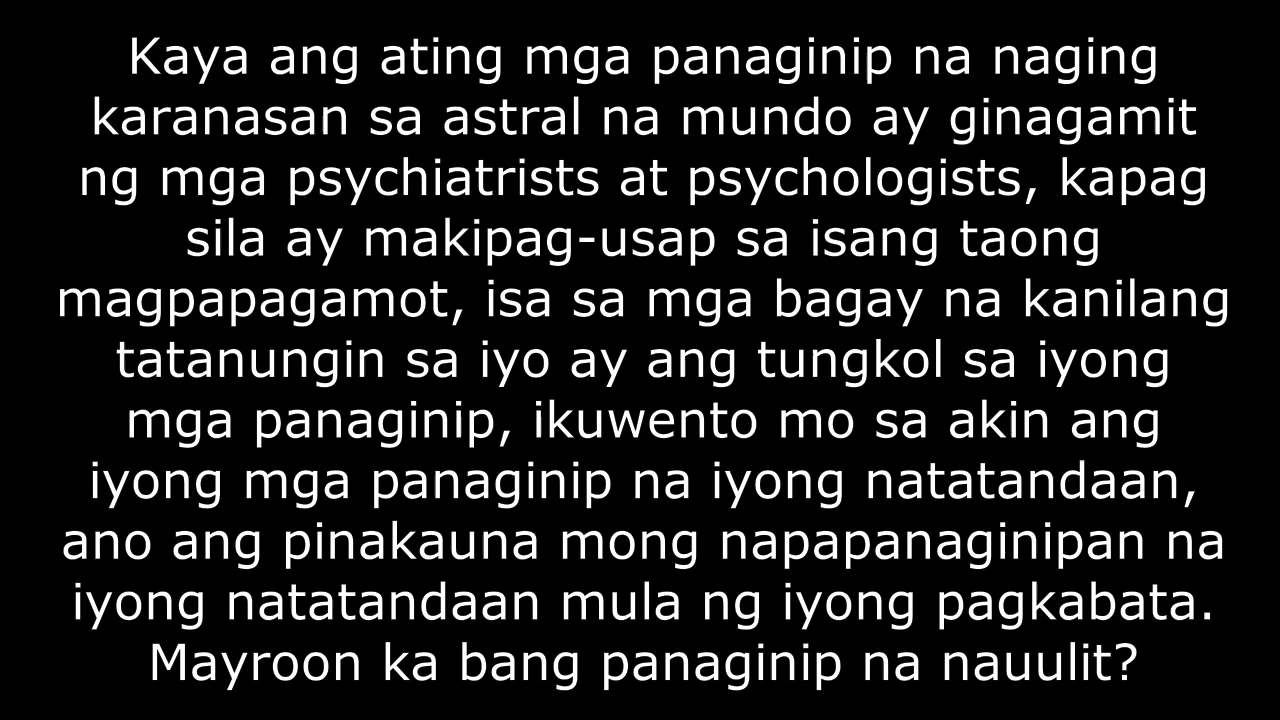 Kaya ang ating mga panaginip na naging
karanasan sa astral na mundo ay ginagamit
ng mga psychiatrists at psychologists, kapag
sila ay makipag-usap sa isang taong
magpapagamot, isa sa mga bagay na kanilang
tatanungin sa iyo ay ang tungkol sa iyong
mga panaginip, ikuwento mo sa akin ang
iyong mga panaginip na iyong natatandaan,
ano ang pinakauna mong napapanaginipan na
iyong natatandaan mula ng iyong pagkabata.
Mayroon ka bang panaginip na nauulit?